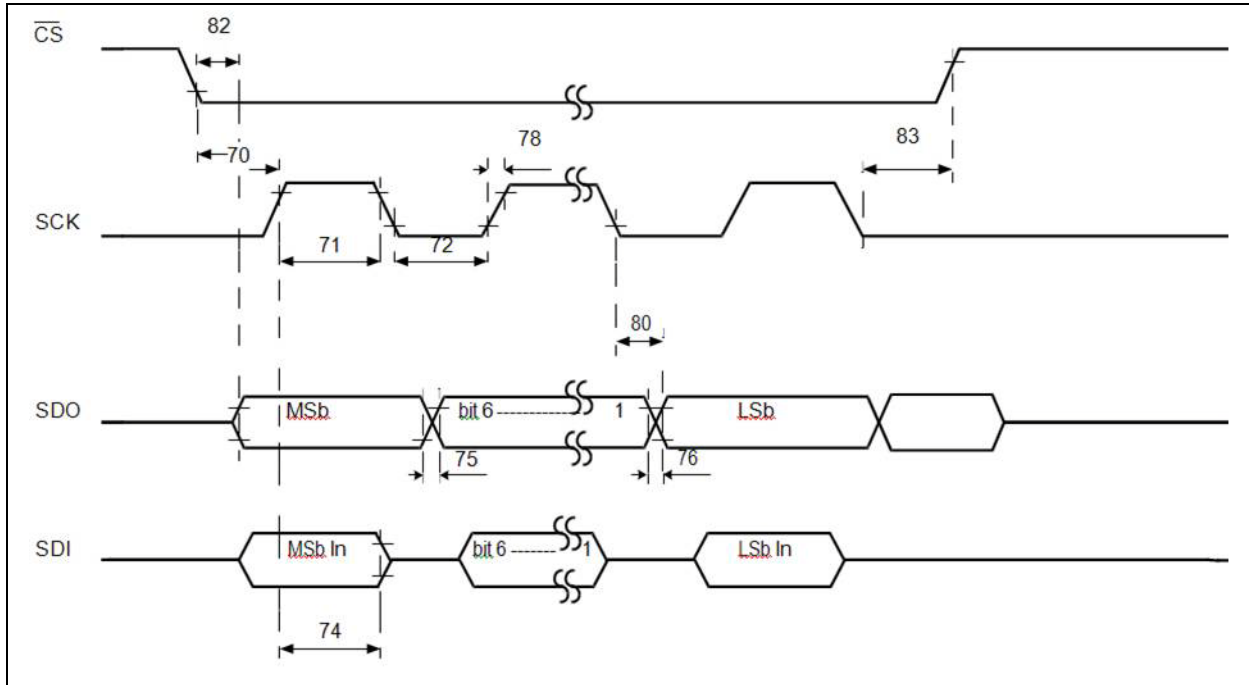 C̅S̅
82
70
78
83
SCK
71
72
80
SDO
MSb
bit 6 ----------- 1
LSb
75
76
SDI
MSb In
bit 6 ------- 1
LSb In
74